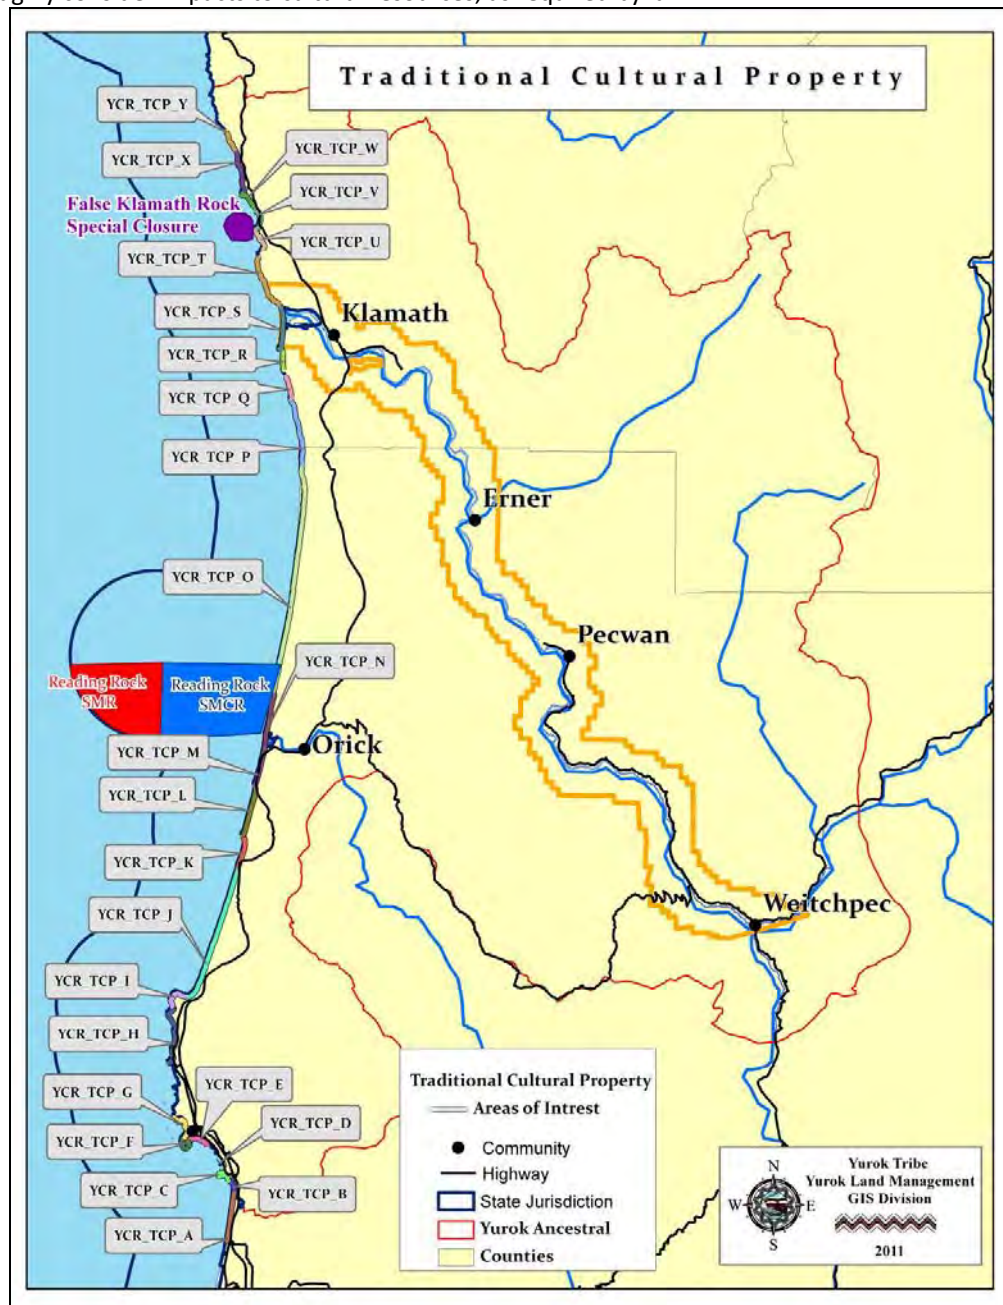 Traditional Cultural Property
YCR_TCP_Y
YCR_TCP_X
YCR_TCP_W
YCR_TCP_V
False Klamath Rock
Special Closure
YCR_TCP_U
YCR_TCP_T
YCR_TCP_S
Klamath
YCR_TCP_R
YCR_TCP_Q
YCR_TCP_P
Erner
YCR_TCP_O
Pecwan
YCR_TCP_N
Reading Rock
SMR
Reading Rock
SMCR
Orick
YCR_TCP_M
YCR_TCP_L
YCR_TCP_K
Weitchpec
YCR_TCP_J
YCR_TCP_I
YCR_TCP_H
YCR_TCP_G
YCR_TCP_E
YCR_TCP_D
YCR_TCP_F
YCR_TCP_C
YCR_TCP_B
YCR_TCP_A
Traditional Cultural Property
Areas of Intrest
Community
Highway
State Jurisdiction
Yurok Ancestral
Counties
N
W E
S
Yurok Tribe
Yurok Land Management
GIS Division
2011